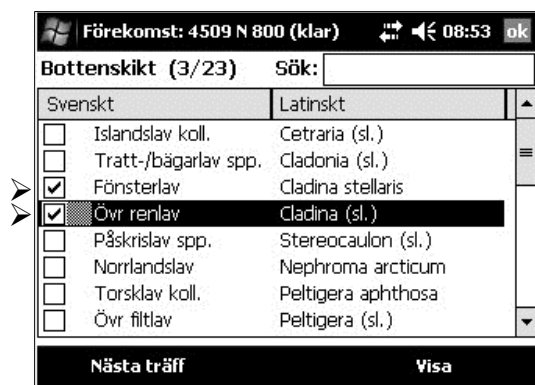 Förekomst: 4509 N 800 (klar) 08:53 ok
Bottenskikt (3/23) Sök:
Svenskt Latinskt
Islandslav koll. Cetraria (sl.)
Tratt-/bägarlav spp. Cladonia (sl.)
Fönsterlav Cladina stellaris
Övr renlav Cladina (sl.)
Påskrislav spp. Stereocaulon (sl.)
Norrlandslav Nephroma arcticum
Torsklav koll. Peltigera aphthosa
Övr filtlav Peltigera (sl.)
Nästa träff Visa